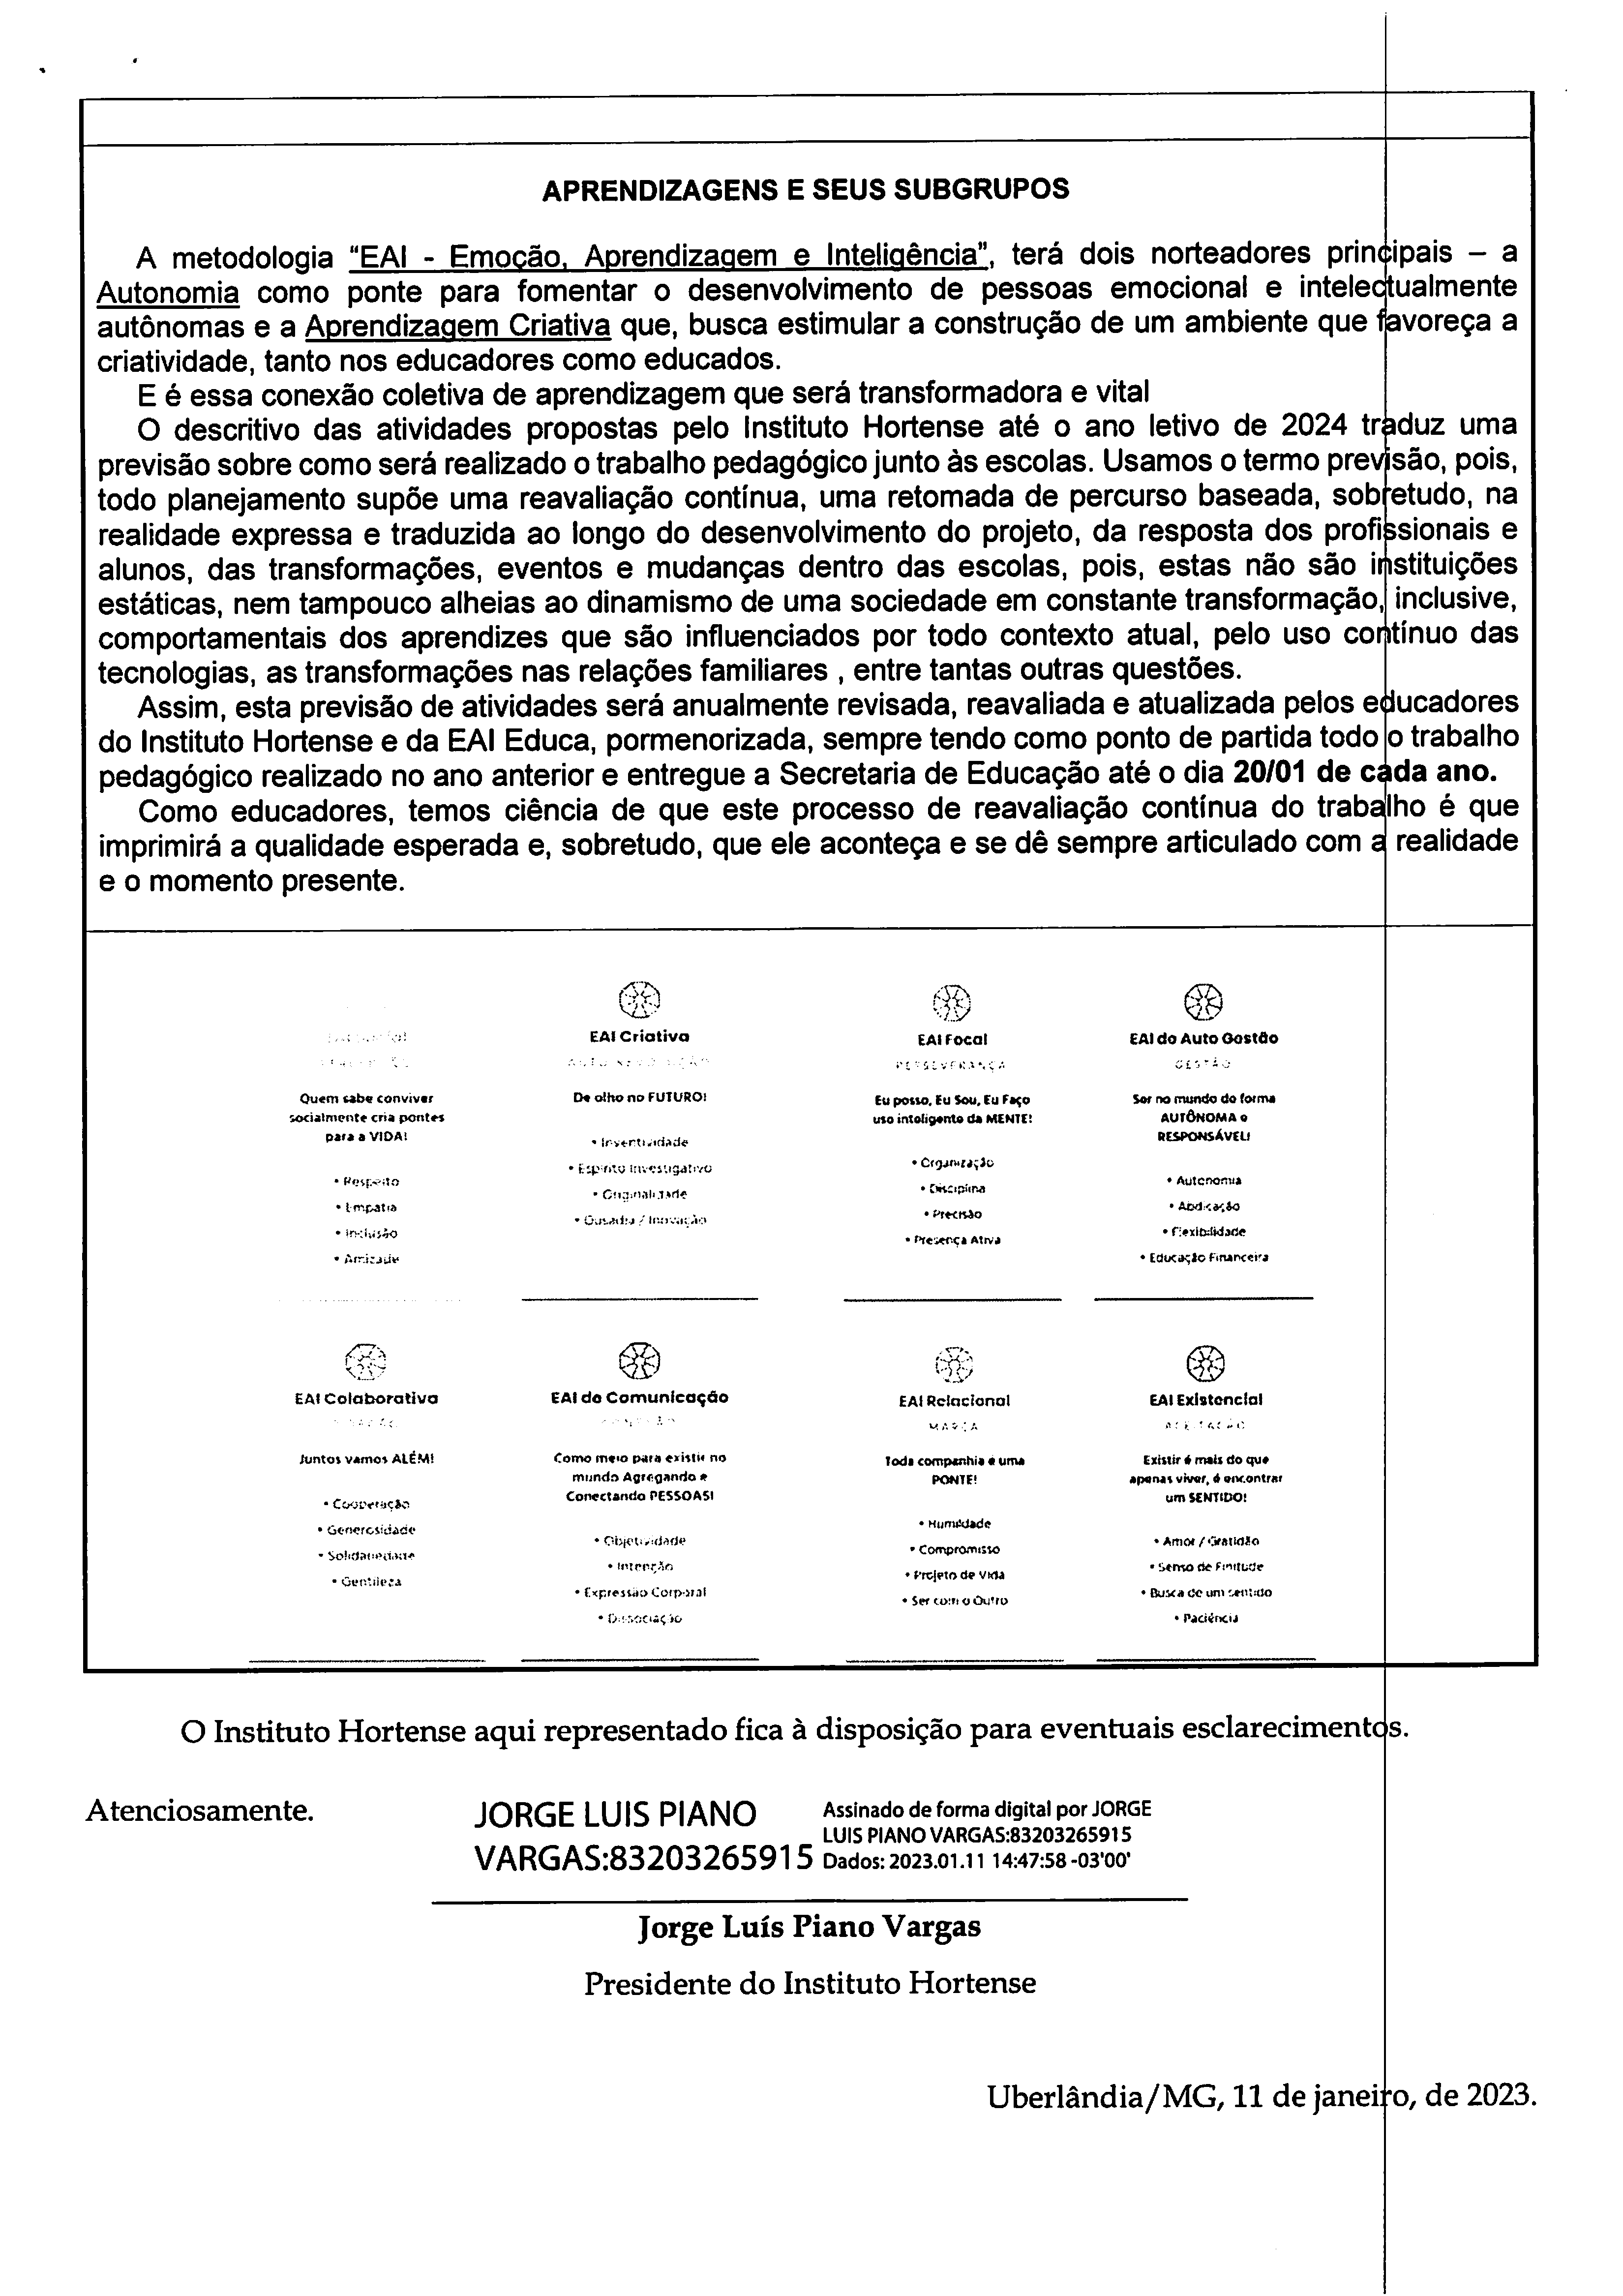 APRENDIZAGENS E SEUS SUBGRUPOS
A metodologia “EAI - Emoção, Aprendizagem e Inteligência”, terá dois norteadores principais – a
Autonomia como ponte para fomentar o desenvolvimento de pessoas emocional e intelectualmente
autônomas e a Aprendizagem Criativa que, busca estimular a construção de um ambiente que favoreça a
criatividade, tanto nos educadores como educados.
E é essa conexão coletiva de aprendizagem que será transformadora e vital
O descritivo das atividades propostas pelo Instituto Hortense até o ano letivo de 2024 traduz uma
previsão sobre como será realizado o trabalho pedagógico junto às escolas. Usamos o termo previsão, pois,
todo planejamento supõe uma reavaliação contínua, uma retomada de percurso baseada, sobretudo, na
realidade expressa e traduzida ao longo do desenvolvimento do projeto, da resposta dos profissionais e
alunos, das transformações, eventos e mudanças dentro das escolas, pois, estas não são instituições
estáticas, nem tampouco alheias ao dinamismo de uma sociedade em constante transformação, inclusive,
comportamentais dos aprendizes que são influenciados por todo contexto atual, pelo uso contínuo das
tecnologias, as transformações nas relações familiares , entre tantas outras questões.
Assim, esta previsão de atividades será anualmente revisada, reavaliada e atualizada pelos educadores
do Instituto Hortense e da EAI Educa, pormenorizada, sempre tendo como ponto de partida todo o trabalho
pedagógico realizado no ano anterior e entregue a Secretaria de Educação até o dia 20/01 de cada ano.
Como educadores, temos ciência de que este processo de reavaliação contínua do trabalho é que
imprimirá a qualidade esperada e, sobretudo, que ele aconteça e se dê sempre articulado com a realidade
e o momento presente.
Quem sabe conviver
socialmente cria pontes
para a VIDA!
• Respeito
• Empatia
• Inclusão
• Amizade
EAI Criativa
De olho no FUTURO!
• Inventividade
• Espírito Investigativo
• Originalidade
• Ousadia / Inovação
EAI Focal
PERSEVERANÇA
Eu posso, Eu Sou, Eu Faço
uso inteligente da MENTE!
• Organização
• Disciplina
• Precisão
• Presença Ativa
EAI do Auto Gestão
GESTÃO
Ser no mundo de forma
AUTÔNOMA e
RESPONSÁVEL!
• Autonomia
• Abdicação
• Flexibilidade
• Educação Financeira
EAI Colaborativa
Juntos vamos ALÉM!
• Cooperação
• Generosidade
• Solidariedade
• Gentileza
EAI da Comunicação
Como meio para existir no
mundo Agregando e
Conectando PESSOAS!
• Objetividade
• Intenção
• Expressão Corporal
• Dissociação
EAI Relacional
MARCA
Toda companhia é uma
PONTE!
• Humildade
• Compromisso
• Projeto de Vida
• Ser com o Outro
EAI Existencial
ACEITAÇÃO
Existir é mais do que
apenas viver, é encontrar
um SENTIDO!
• Amor / Gratidão
• Senso de Finitude
• Busca de um sentido
• Paciência
O Instituto Hortense aqui representado fica à disposição para eventuais esclarecimentos.
Atenciosamente.
JORGE LUIS PIANO
VARGAS:83203265915
Assinado de forma digital por JORGE
LUIS PIANO VARGAS:83203265915
Dados: 2023.01.11 14:47:58 -03'00'
Jorge Luís Piano Vargas
Presidente do Instituto Hortense
Uberlândia/MG, 11 de janeiro, de 2023.